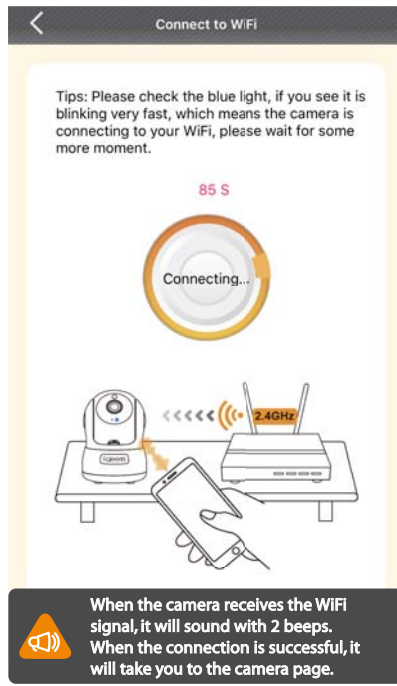 Connect to WiFi
Tips: Please check the blue light, if you see it is
blinking very fast, which means the camera is
connecting to your WiFi, please wait for some
more moment.
85 S
Connecting...
2.4GHz
When the camera receives the WiFi
signal, it will sound with 2 beeps.
When the connection is successful, it
will take you to the camera page.